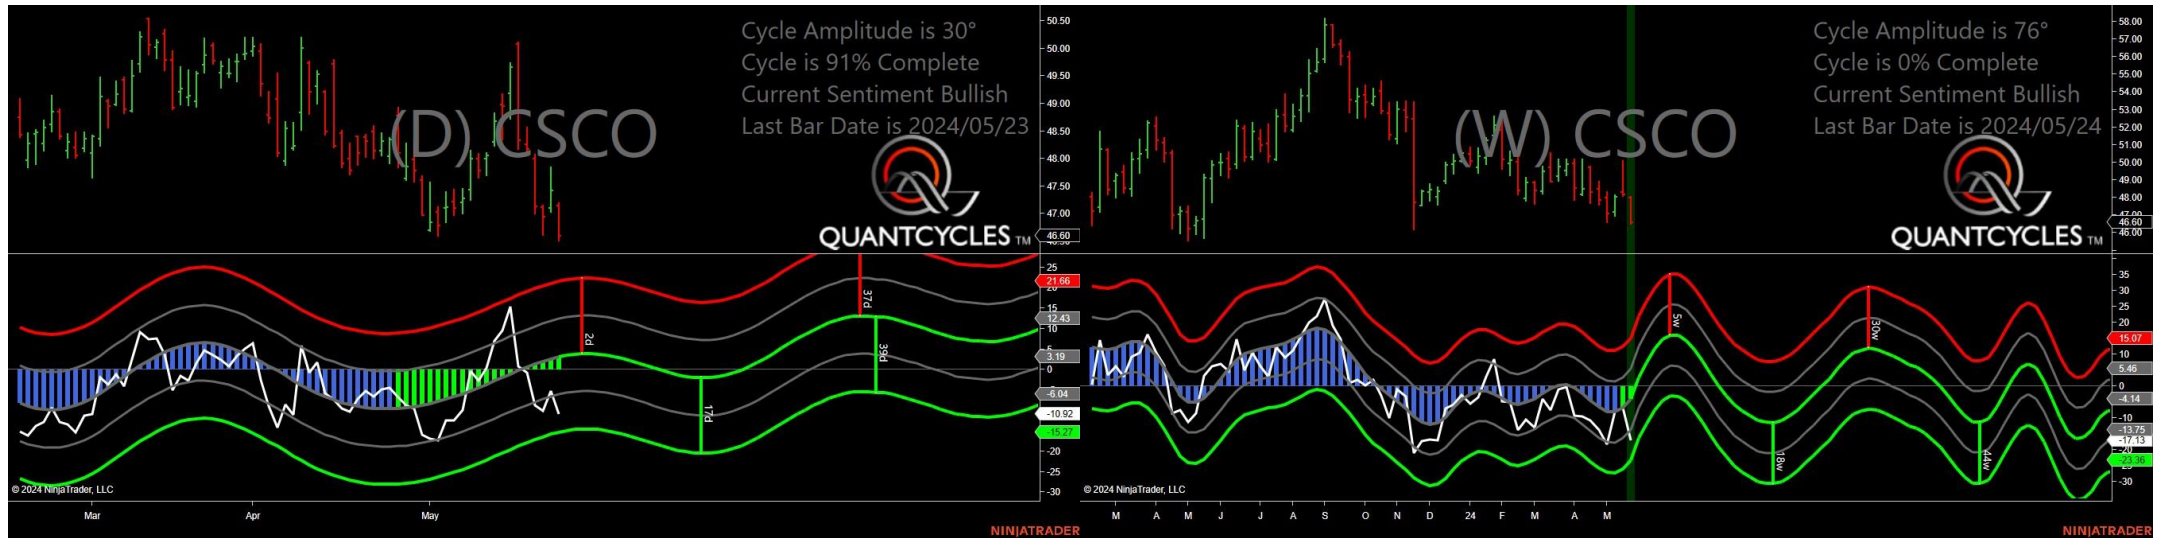 Cycle Amplitude is 30°
Cycle is 91% Complete
Current Sentiment Bullish
Last Bar Date is 2024/05/23
(D) CSCO
QUANTCYCLES TM
50.50
50.00
49.50
49.00
48.50
48.00
47.50
47.00
46.60
25
21.66
20
15
12.43
10
5
3.19
0
-6.04
-10.92
-15.27
-20
-25
-30
2d
17d
37d
39d
© 2024 NinjaTrader, LLC
Mar
Apr
May
NINJATRADER
Cycle Amplitude is 76°
Cycle is 0% Complete
Current Sentiment Bullish
Last Bar Date is 2024/05/24
(W) CSCO
QUANTCYCLES TM
58.00
57.00
56.00
55.00
54.00
53.00
52.00
51.00
50.00
49.00
48.00
47.00
46.60
46.00
35
30
25
20
15.07
10
5.46
0
-4.14
-10
-13.75
-17.13
-20
-23.36
-30
5w
18w
30w
44w
© 2024 NinjaTrader, LLC
M
A
M
J
J
A
S
O
N
D
24
F
M
A
M
NINJATRADER